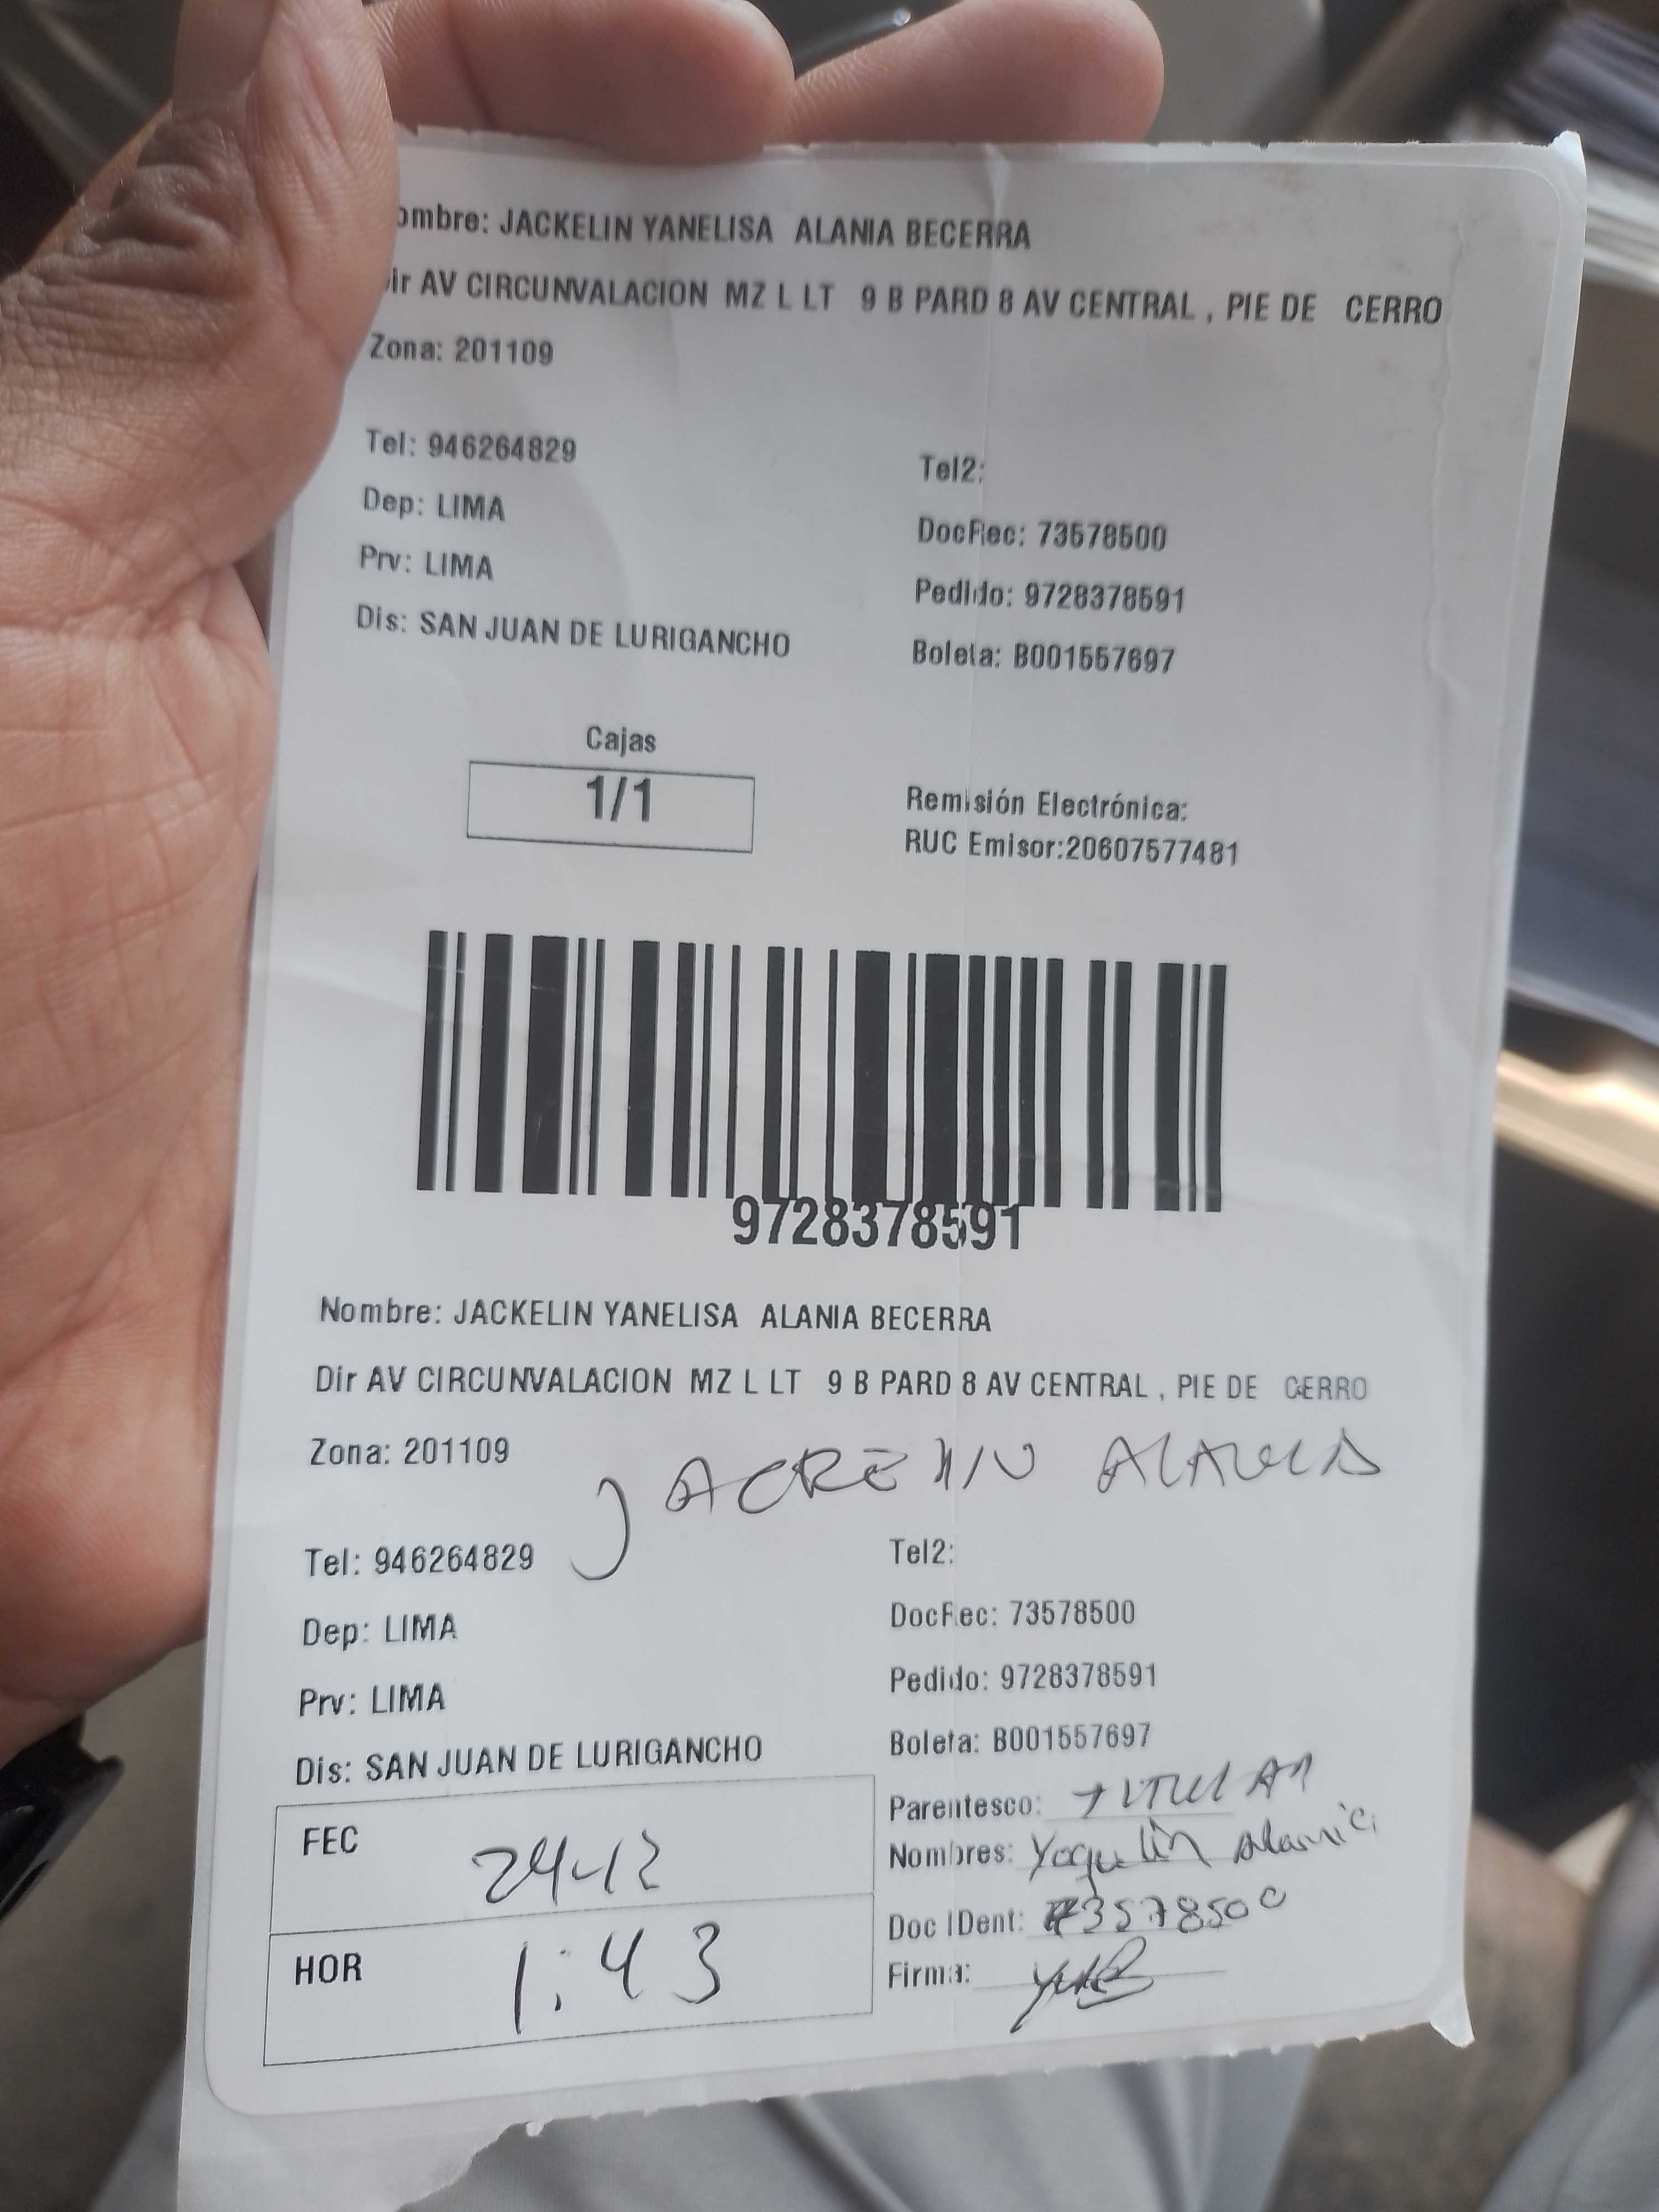 ombre: JACKELIN YANELISA ALANIA BECERRA
Dir AV CIRCUNVALACION MZ L LT 9 B PARD 8 AV CENTRAL , PIE DE CERRO
Zona: 201109
Tel: 946264829
Tel2:
Dep: LIMA
DocRec: 73578500
Prv: LIMA
Pedido: 9728378591
Dis: SAN JUAN DE LURIGANCHO
Boleta: B001557697
Cajas
1/1
Remisión Electrónica:
RUC Emisor:20607577481
9728378591
Nombre: JACKELIN YANELISA ALANIA BECERRA
Dir AV CIRCUNVALACION MZ L LT 9 B PARD 8 AV CENTRAL , PIE DE CERRO
Zona: 201109
Tel: 946264829
Tel2:
Dep: LIMA
DocRec: 73578500
Prv: LIMA
Pedido: 9728378591
Dis: SAN JUAN DE LURIGANCHO
Boleta: B001557697
FEC 24-12
HOR 1:43
Parentesco: TITULAR
Nombres: Yaquelin Alania
Doc IDent: 73578500
Firma: